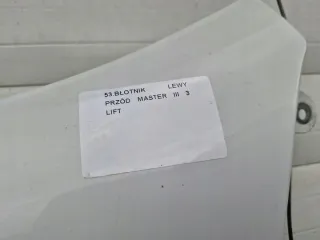 53.BŁOTNIK LEWY
PRZÓD MASTER III 3
LIFT